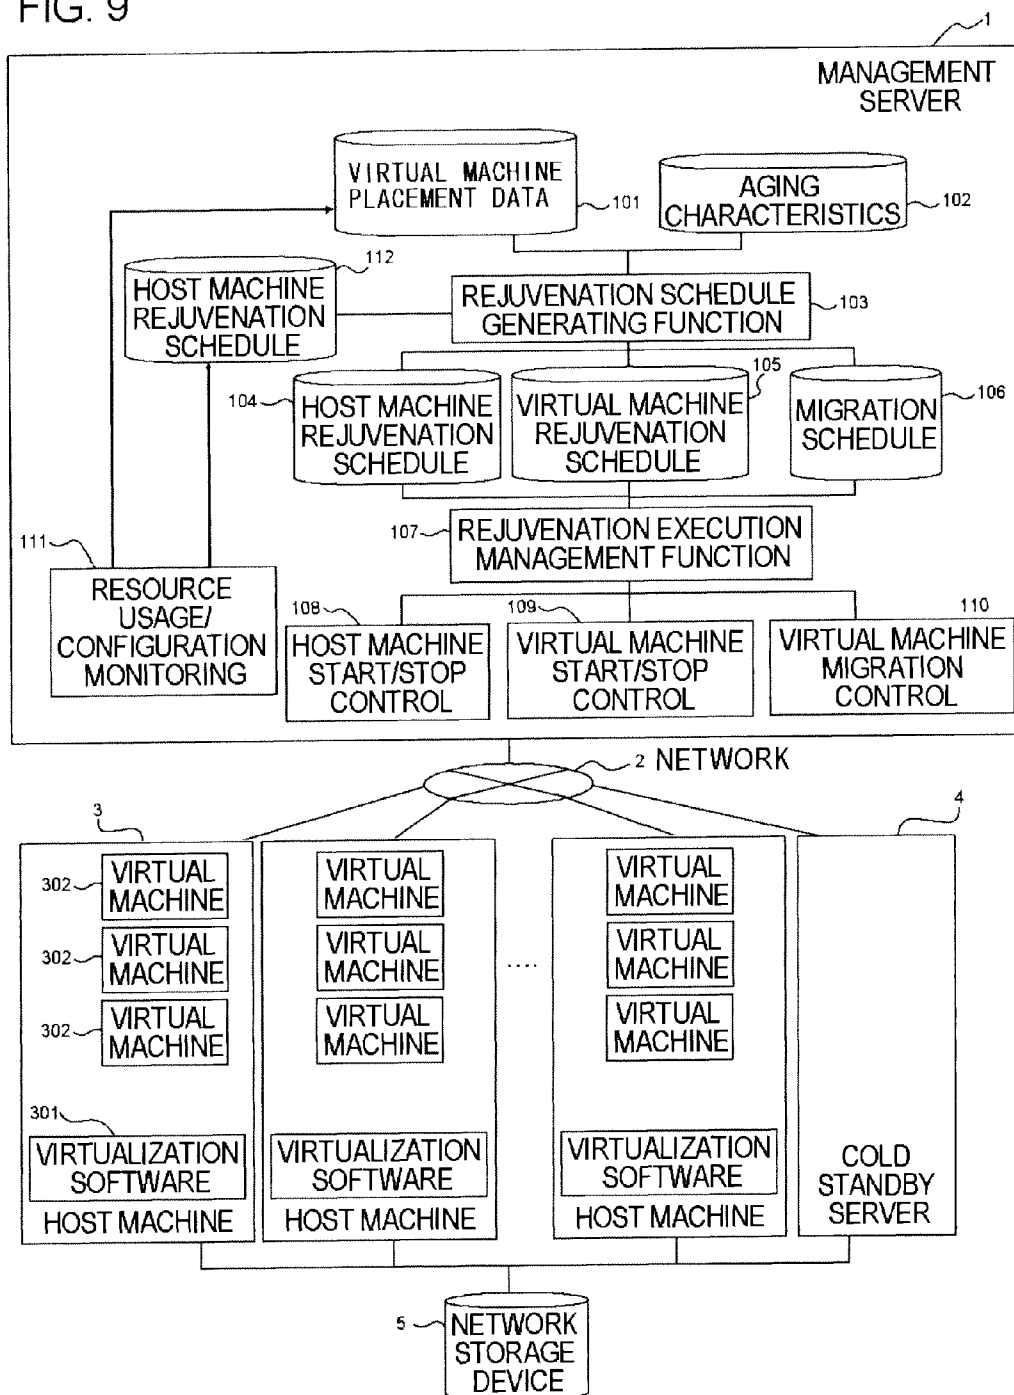 FIG. 9
1
MANAGEMENT
SERVER
VIRTUAL MACHINE
PLACEMENT DATA
101
AGING
CHARACTERISTICS
102
112
HOST MACHINE
REJUVENATION
SCHEDULE
REJUVENATION SCHEDULE
GENERATING FUNCTION
103
104
HOST MACHINE
REJUVENATION
SCHEDULE
105
VIRTUAL MACHINE
REJUVENATION
SCHEDULE
106
MIGRATION
SCHEDULE
107
REJUVENATION EXECUTION
MANAGEMENT FUNCTION
111
RESOURCE
USAGE/
CONFIGURATION
MONITORING
108
HOST MACHINE
START/STOP
CONTROL
109
VIRTUAL MACHINE
START/STOP
CONTROL
110
VIRTUAL MACHINE
MIGRATION
CONTROL
2 NETWORK
3
302
VIRTUAL
MACHINE
302
VIRTUAL
MACHINE
302
VIRTUAL
MACHINE
301
VIRTUALIZATION
SOFTWARE
HOST MACHINE
VIRTUAL
MACHINE
VIRTUAL
MACHINE
VIRTUAL
MACHINE
VIRTUALIZATION
SOFTWARE
HOST MACHINE
....
VIRTUAL
MACHINE
VIRTUAL
MACHINE
VIRTUAL
MACHINE
VIRTUALIZATION
SOFTWARE
HOST MACHINE
4
COLD
STANDBY
SERVER
5
NETWORK
STORAGE
DEVICE